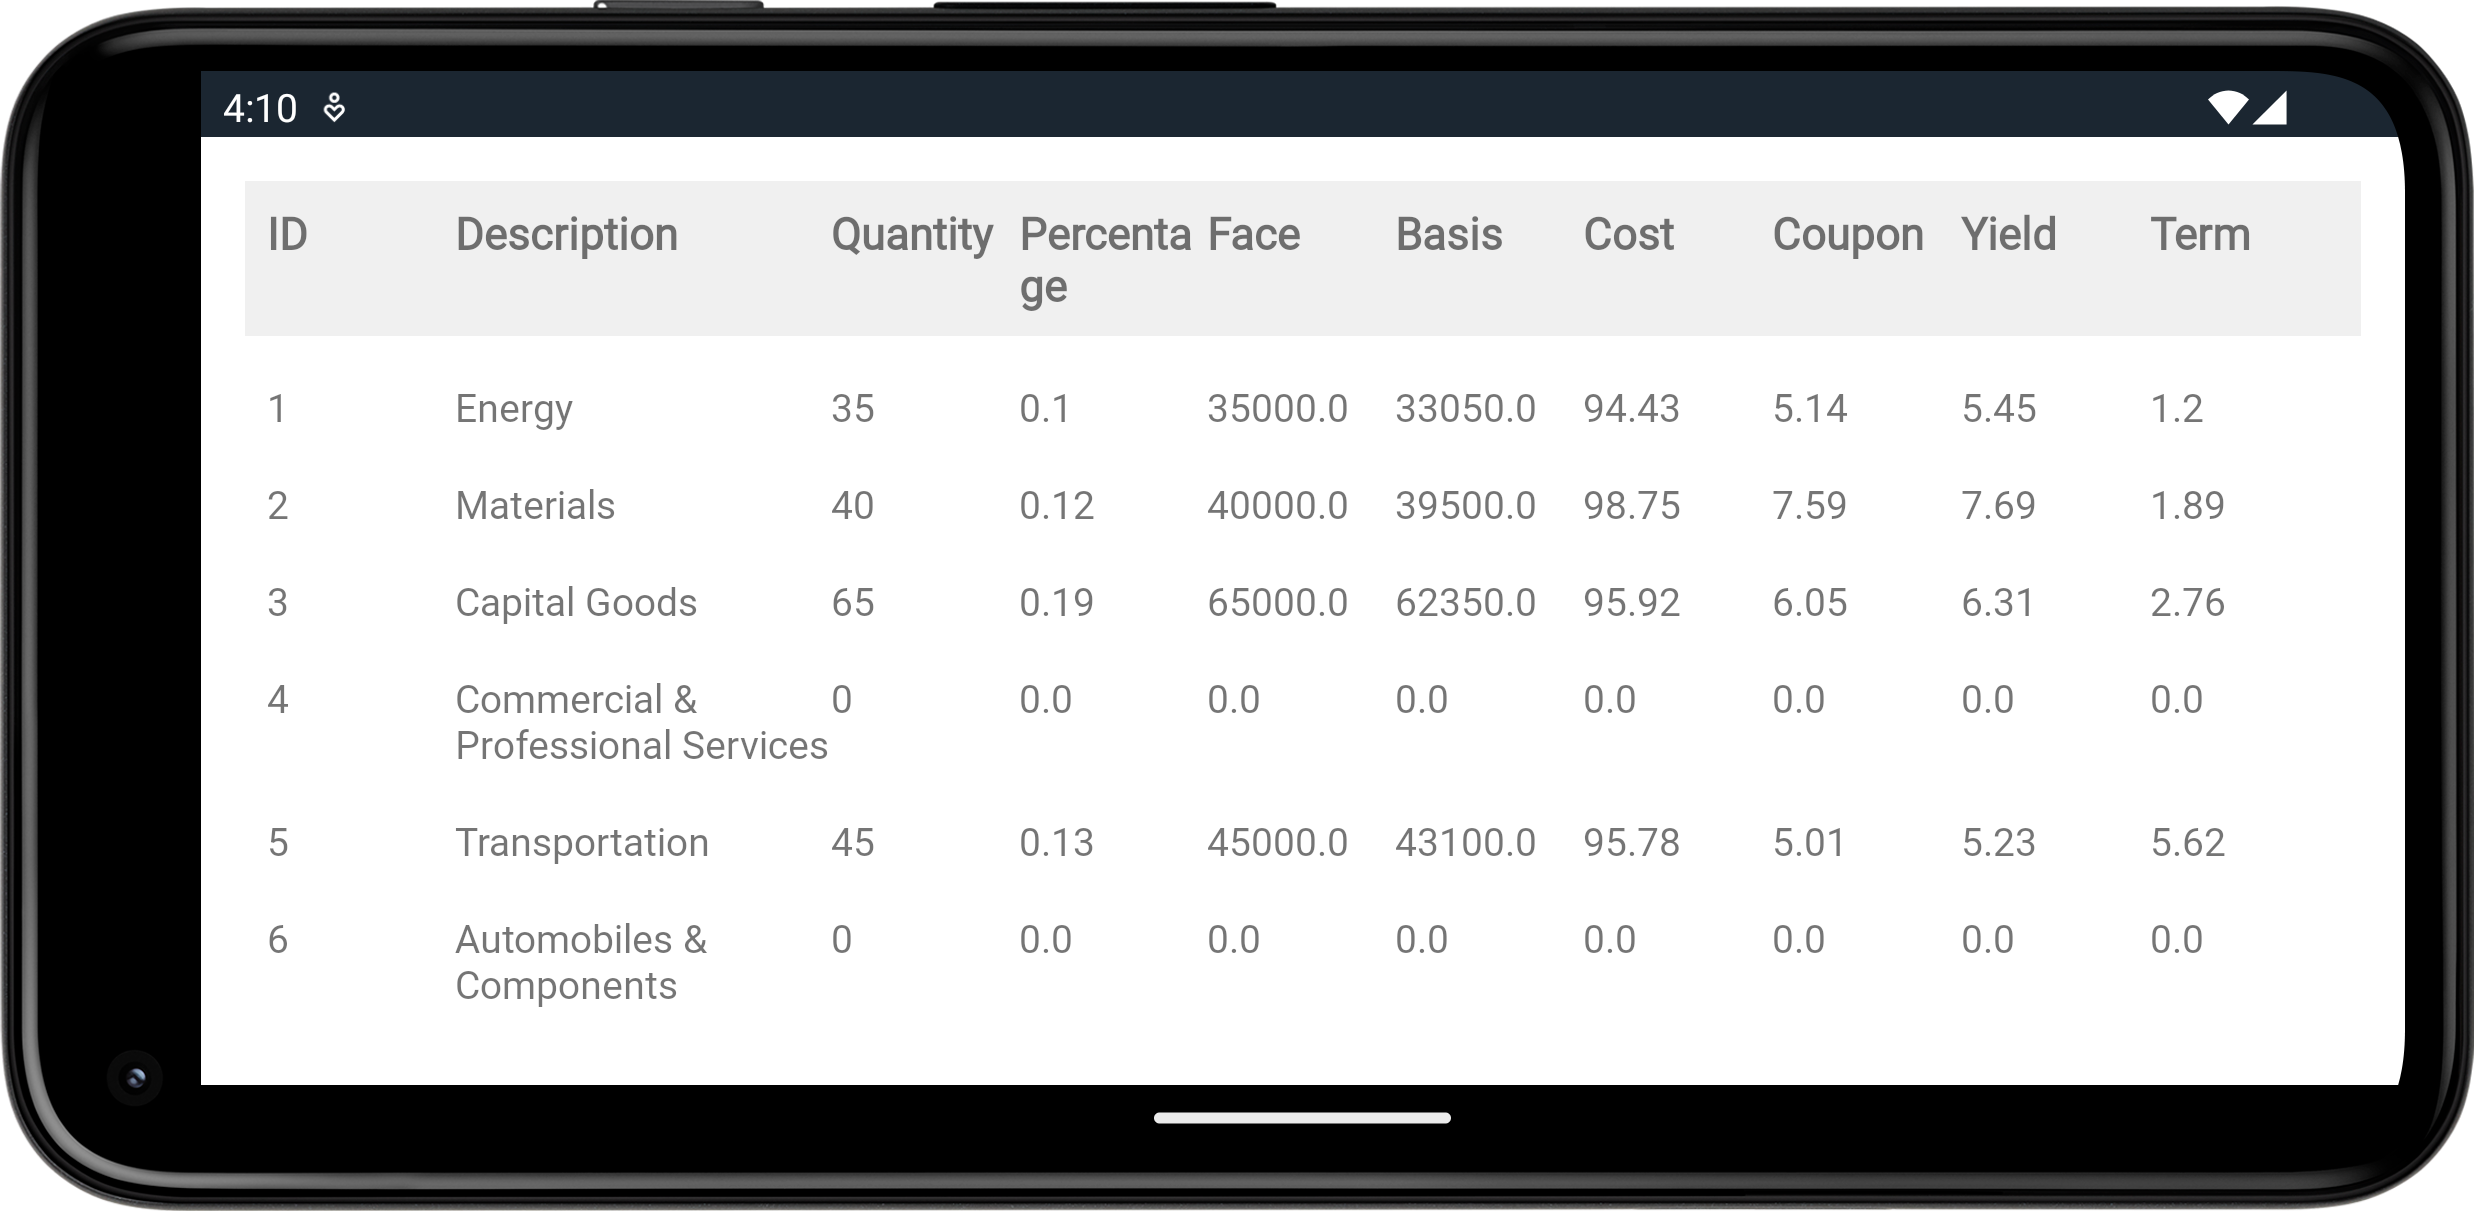 4:10
ID Description Quantity Percenta Face Basis Cost Coupon Yield Term
ge
1 Energy 35 0.1 35000.0 33050.0 94.43 5.14 5.45 1.2
2 Materials 40 0.12 40000.0 39500.0 98.75 7.59 7.69 1.89
3 Capital Goods 65 0.19 65000.0 62350.0 95.92 6.05 6.31 2.76
4 Commercial & 0 0.0 0.0 0.0 0.0 0.0 0.0 0.0
Professional Services
5 Transportation 45 0.13 45000.0 43100.0 95.78 5.01 5.23 5.62
6 Automobiles & 0 0.0 0.0 0.0 0.0 0.0 0.0 0.0
Components